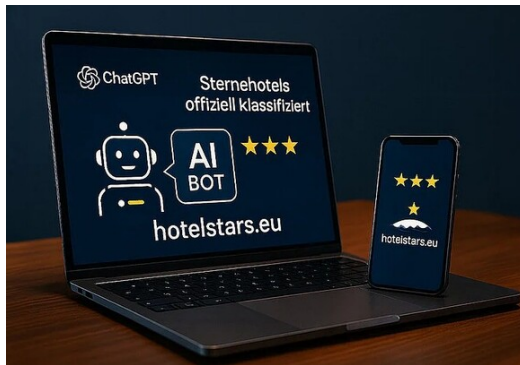 ChatGPT
Sternehotels
offiziell klassifiziert
AI
BOT
hotelstars.eu
hotelstars.eu